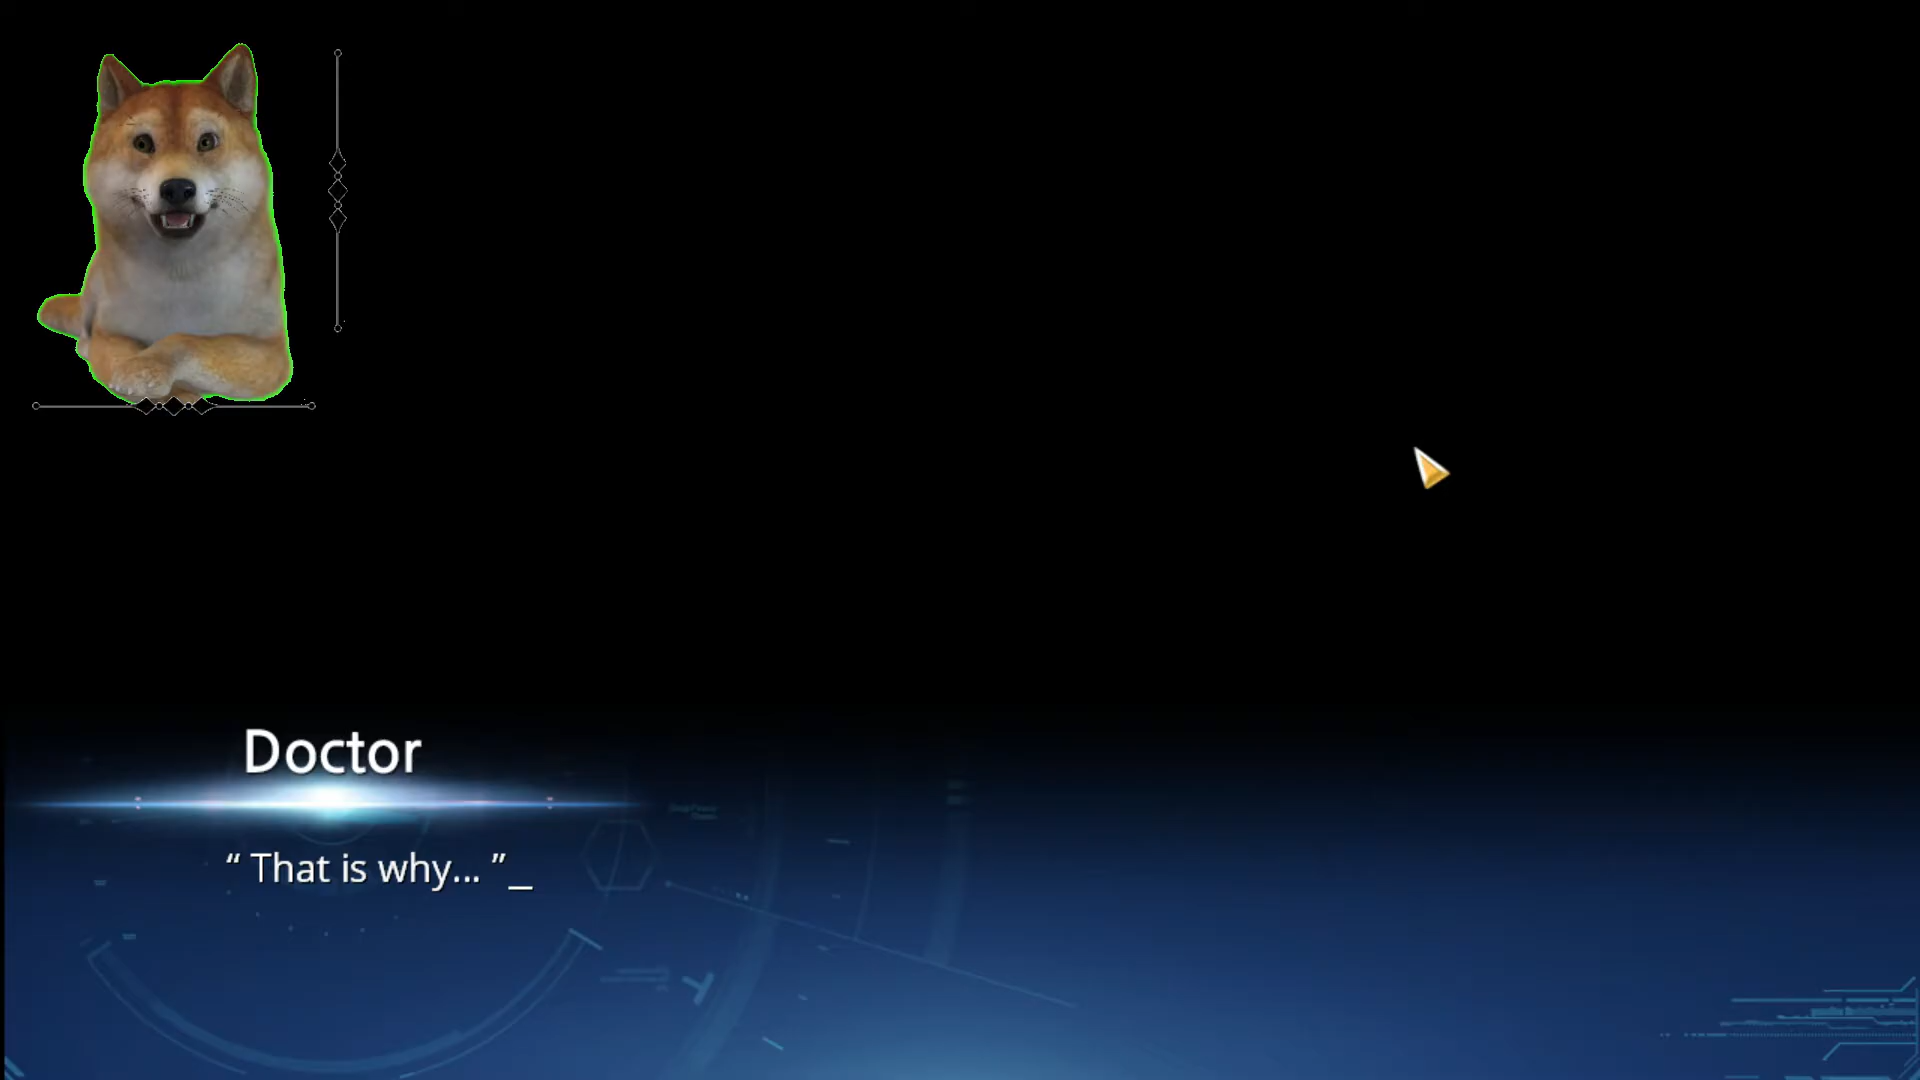 Doctor
“ That is why... ”_